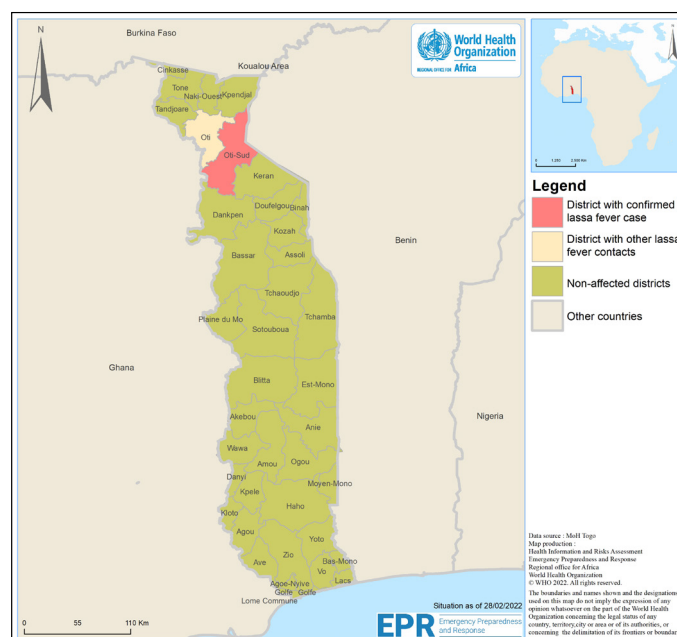 N
Burkina Faso
Koualou Area
World Health
Organization
REGIONAL OFFICE FOR Africa
Cinkasse
Tone
Naki-Ouest
Kpendjal
Tandjoare
Oti
Oti-Sud
Keran
Doufelgou
Binah
Dankpen
Kozah
Bassar
Assoli
Benin
Tchaoudjo
Plaine du Mo
Tchamba
Sotouboua
Ghana
Blitta
Est-Mono
Nigeria
Akebou
Anie
Wawa
Ogou
Amou
Danyi
Moyen-Mono
Kpele
Haho
Kloto
Agou
Yoto
Ave
Zio
Bas-Mono
Vo
Agoe-Nyive
Lacs
Golfe Golfe
Lome Commune
0 55 110 Km
Situation as of 28/02/2022
EPR Emergency Preparedness
and Response
N
0 1 250 2 500 Km
Legend
District with confirmed
lassa fever case
District with other lassa
fever contacts
Non-affected districts
Other countries
Data source : MoH Togo
Map production :
Health Information and Risks Assessment
Emergency Preparedness and Response
Regional office for Africa
World Health Organization
© WHO 2022. All rights reserved.
The boundaries and names shown and the designations
used on this map do not imply the expression of any
opinion whatsoever on the part of the World Health
Organization concerning the legal status of any
country, territory,city or area or of its authorities, or
concerning the delimitation of its frontiers or